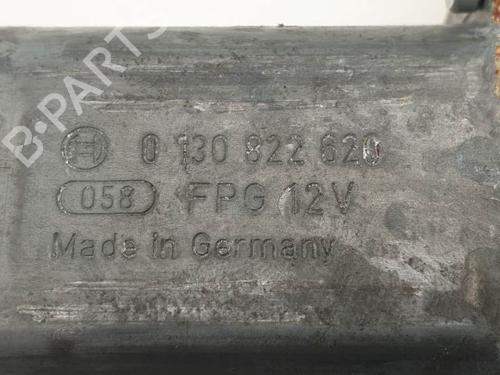 B-PARTS
0 130 822 620
058 FPG 12V
Made in Germany